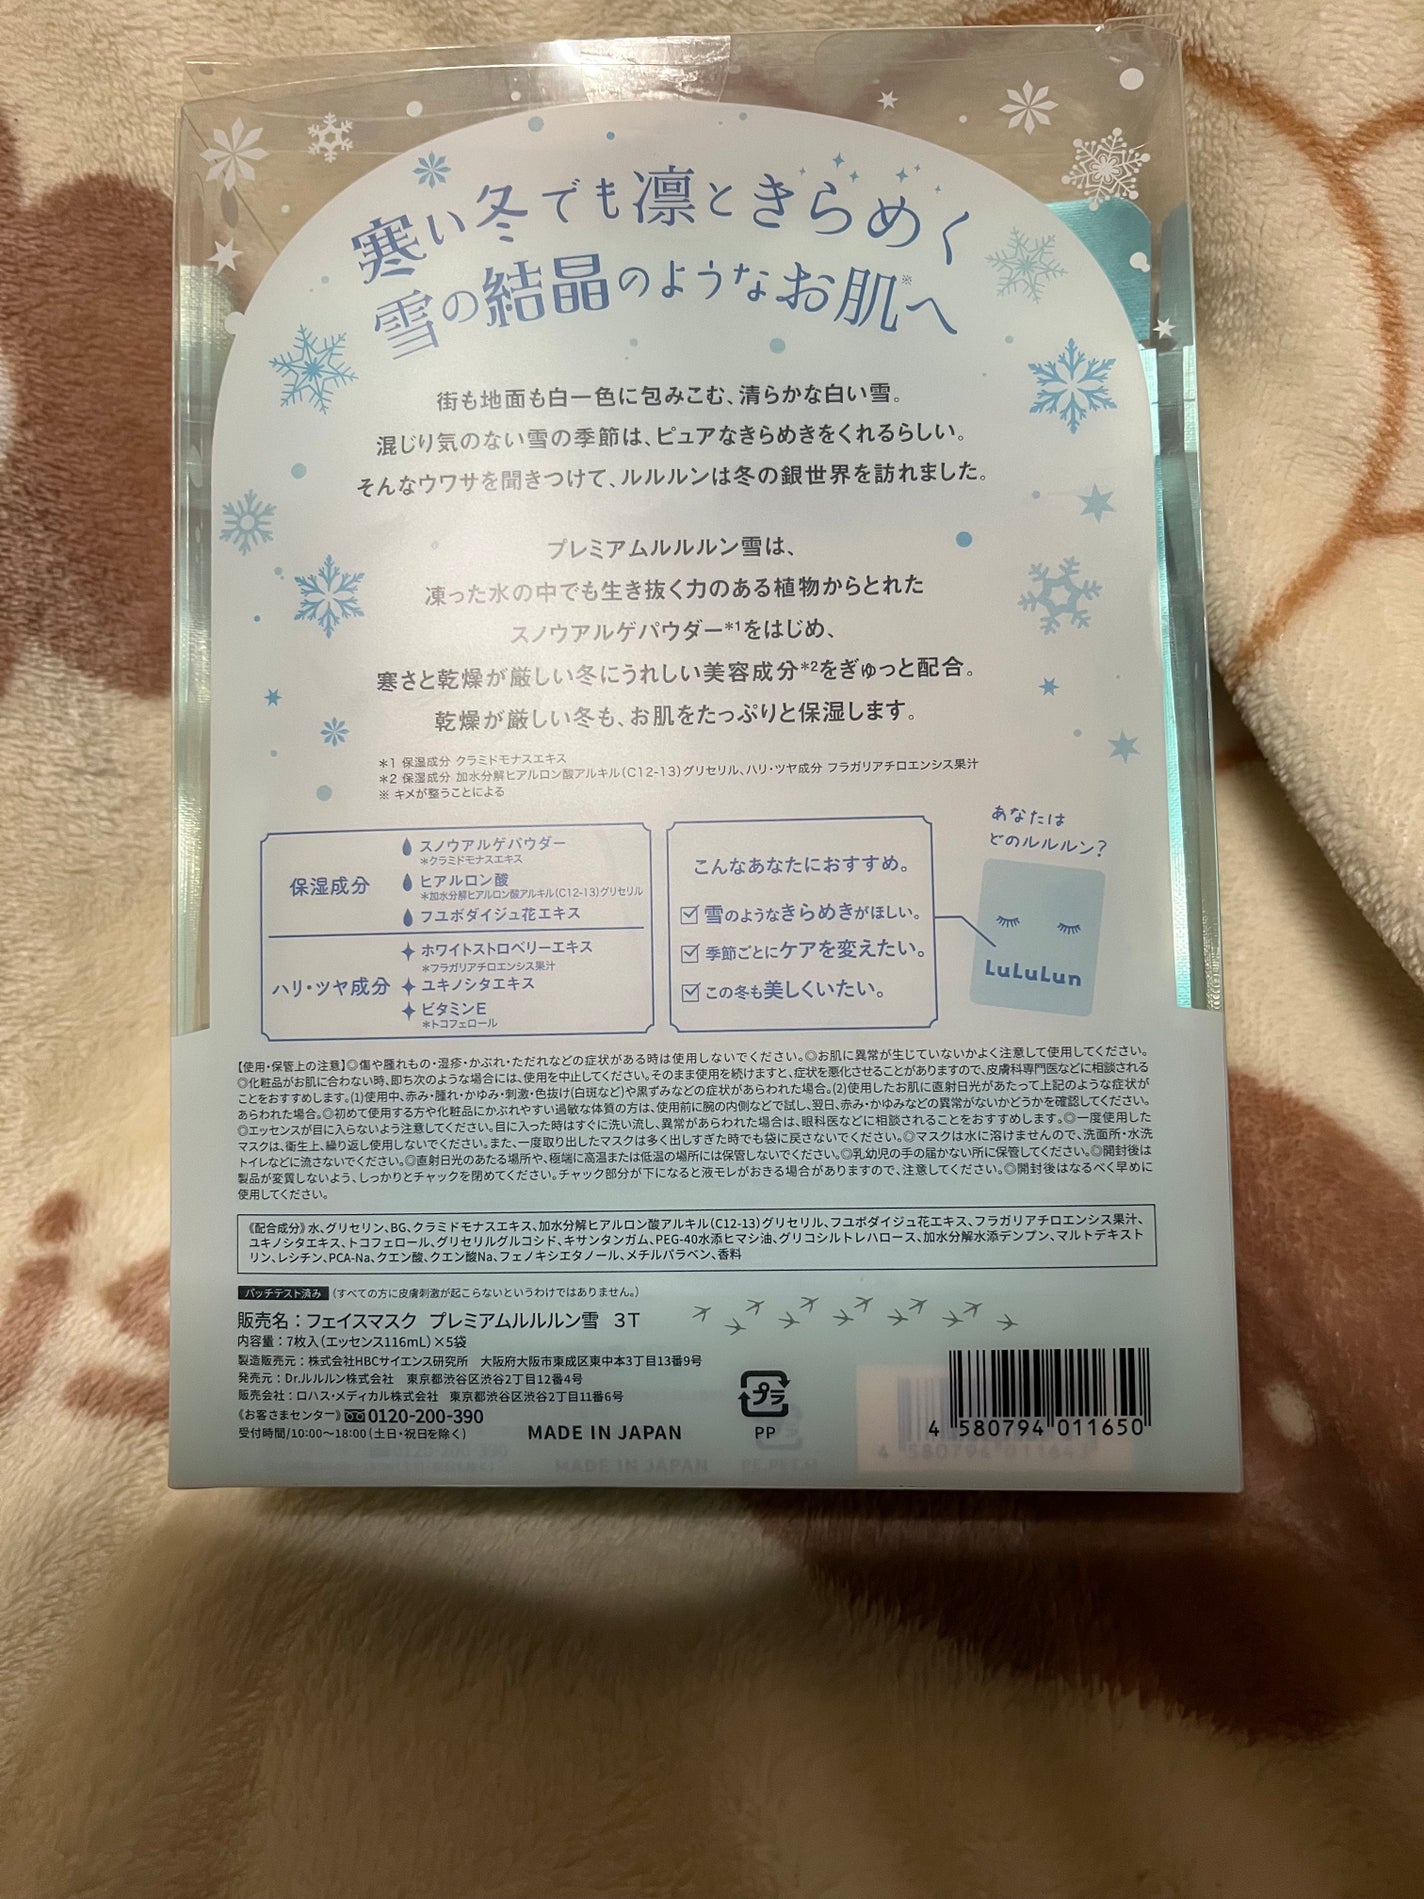 寒い冬でも凛ときらめく
雪の結晶のようなお肌※へ
街も地面も白一色に包みこむ、清らかな白い雪。
混じり気のない雪の季節は、ピュアなきらめきをくれるらしい。
そんなウワサを聞きつけて、ルルルンは冬の銀世界を訪れました。
プレミアムルルルン雪は、
凍った水の中でも生き抜く力のある植物からとれた
スノウアルゲパウダー*1をはじめ、
寒さと乾燥が厳しい冬にうれしい美容成分*2をぎゅっと配合。
乾燥が厳しい冬も、お肌をたっぷりと保湿します。
*1 保湿成分 クラミドモナスエキス
*2 保湿成分 加水分解ヒアルロン酸アルキル(C12-13)グリセリル、ハリ・ツヤ成分 フラガリアチロエンシス果汁
※ キメが整うことによる
保湿成分
スノウアルゲパウダー
*クラミドモナスエキス
ヒアルロン酸
*加水分解ヒアルロン酸アルキル(C12-13)グリセリル
フユボダイジュ花エキス
ハリ・ツヤ成分
ホワイトストロベリーエキス
*フラガリアチロエンシス果汁
ユキノシタエキス
ビタミンE
*トコフェロール
こんなあなたにおすすめ。
雪のようなきらめきがほしい。
季節ごとにケアを変えたい。
この冬も美しくいたい。
あなたは
どのルルルン?
LuLuLun
【使用・保管上の注意】◎傷や腫れもの・湿疹・かぶれ・ただれなどの症状がある時は使用しないでください。◎お肌に異常が生じていないかよく注意して使用してください。
◎化粧品がお肌に合わない時、即ち次のような場合には、使用を中止してください。そのまま使用を続けますと、症状を悪化させることがありますので、皮膚科専門医などに相談される
ことをおすすめします。(1)使用中、赤み・腫れ・かゆみ・刺激・色抜け(白斑など)や黒ずみなどの症状があらわれた場合。(2)使用したお肌に直射日光があたって上記のような症状が
あらわれた場合。◎初めて使用する方や化粧品にかぶれやすい過敏な体質の方は、使用前に腕の内側などで試し、翌日、赤み・かゆみなどの異常がないかどうかを確認してください。
◎エッセンスが目に入らないよう注意してください。目に入った時はすぐに洗い流し、異常があらわれた場合は、眼科医などに相談されることをおすすめします。◎一度使用した
マスクは、衛生上、繰り返し使用しないでください。また、一度取り出したマスクは多く出しすぎた時でも袋に戻さないでください。◎マスクは水に溶けませんので、洗面所・水洗
トイレなどに流さないでください。◎直射日光のあたる場所や、極端に高温または低温の場所には保管しないでください。◎乳幼児の手の届かない所に保管してください。◎開封後は
製品が変質しないよう、しっかりとチャックを閉めてください。チャック部分が下になると液モレがおきる場合がありますので、注意してください。◎開封後はなるべく早めに
使用してください。
《配合成分》水、グリセリン、BG、クラミドモナスエキス、加水分解ヒアルロン酸アルキル(C12-13)グリセリル、フユボダイジュ花エキス、フラガリアチロエンシス果汁、
ユキノシタエキス、トコフェロール、グリセリルグルコシド、キサンタンガム、PEG-40水添ヒマシ油、グリコシルトレハロース、加水分解水添デンプン、マルトデキスト
リン、レシチン、PCA-Na、クエン酸、クエン酸Na、フェノキシエタノール、メチルパラベン、香料
パッチテスト済み (すべての方に皮膚刺激が起こらないというわけではありません。)
販売名:フェイスマスク プレミアムルルルン雪 3T
内容量:7枚入(エッセンス116mL)×5袋
製造販売元:株式会社HBCサイエンス研究所 大阪府大阪市東成区東中本3丁目13番9号
発売元:Dr.ルルルン株式会社 東京都渋谷区渋谷2丁目12番4号
販売会社:ロハス・メディカル株式会社 東京都渋谷区渋谷2丁目11番6号
《お客さまセンター》0120-200-390
受付時間/10:00〜18:00(土日・祝日を除く)
MADE IN JAPAN
プラ
PP
4 580794 011650